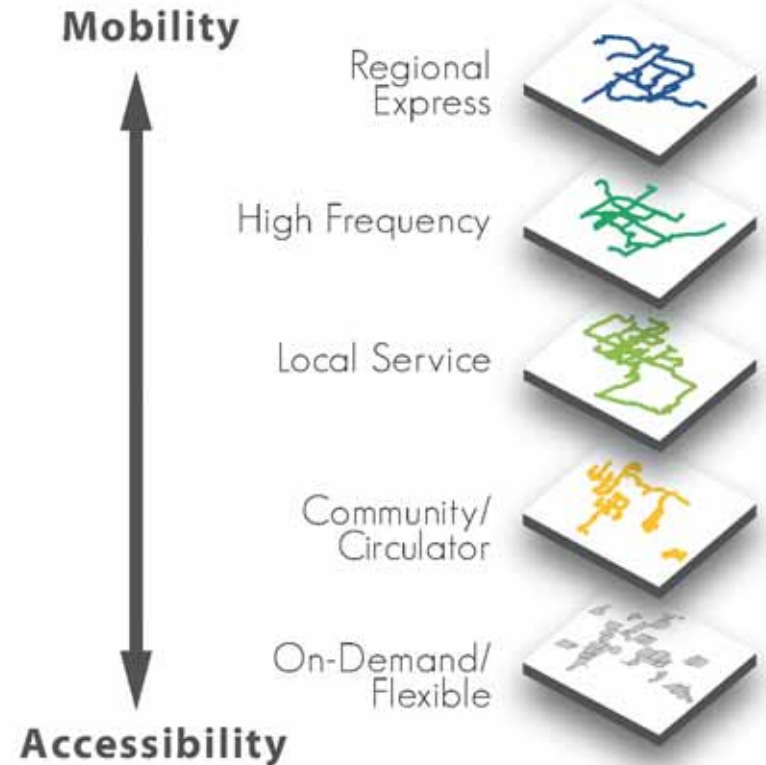 Mobility
Regional
Express
High Frequency
Local Service
Community/
Circulator
On-Demand/
Flexible
Accessibility